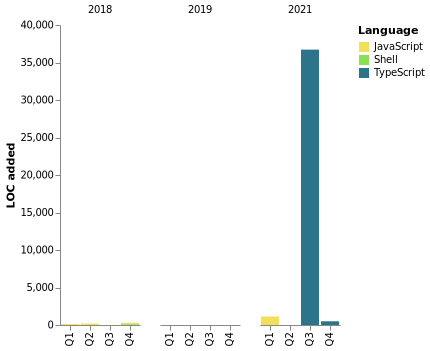 2018 2019 2021
Language
JavaScript
Shell
TypeScript
LOC added
40,000
35,000
30,000
25,000
20,000
15,000
10,000
5,000
0
Q1 Q2 Q3 Q4 Q1 Q2 Q3 Q4 Q1 Q2 Q3 Q4